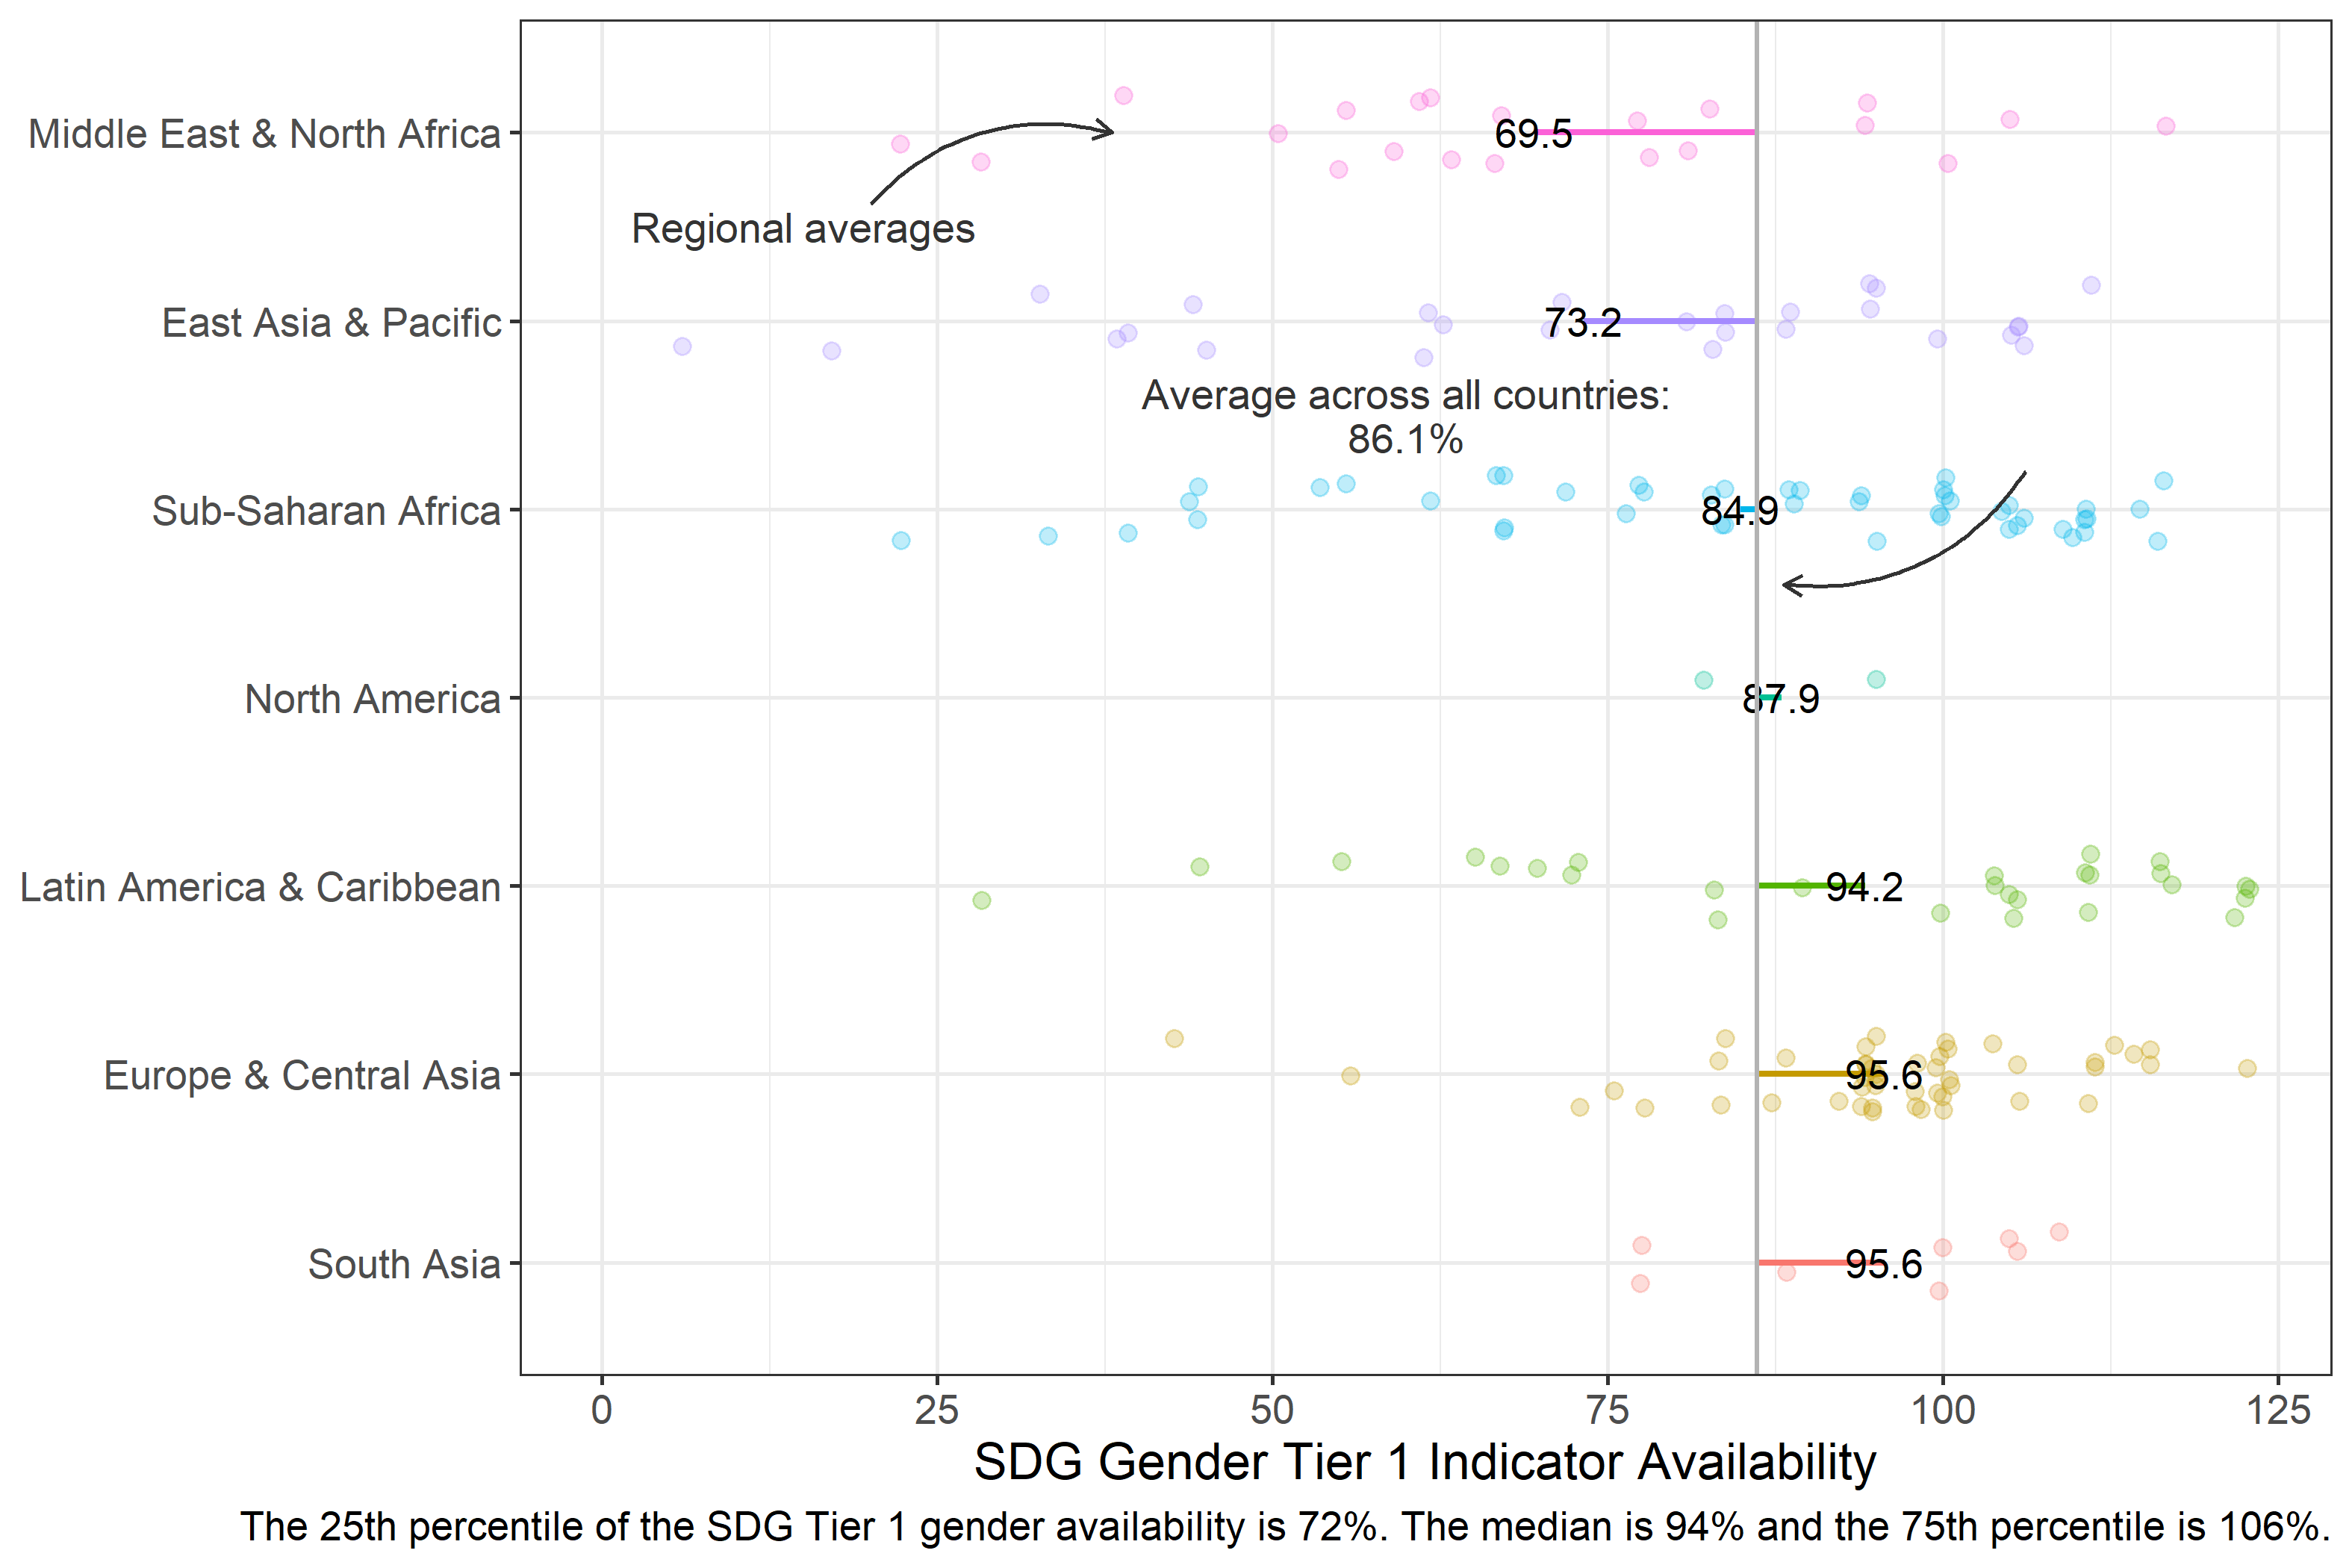 Middle East & North Africa
69.5
Regional averages
East Asia & Pacific
73.2
Average across all countries:
86.1%
Sub-Saharan Africa
84.9
North America
87.9
Latin America & Caribbean
94.2
Europe & Central Asia
95.6
South Asia
95.6
0 25 50 75 100 125
SDG Gender Tier 1 Indicator Availability
The 25th percentile of the SDG Tier 1 gender availability is 72%. The median is 94% and the 75th percentile is 106%.